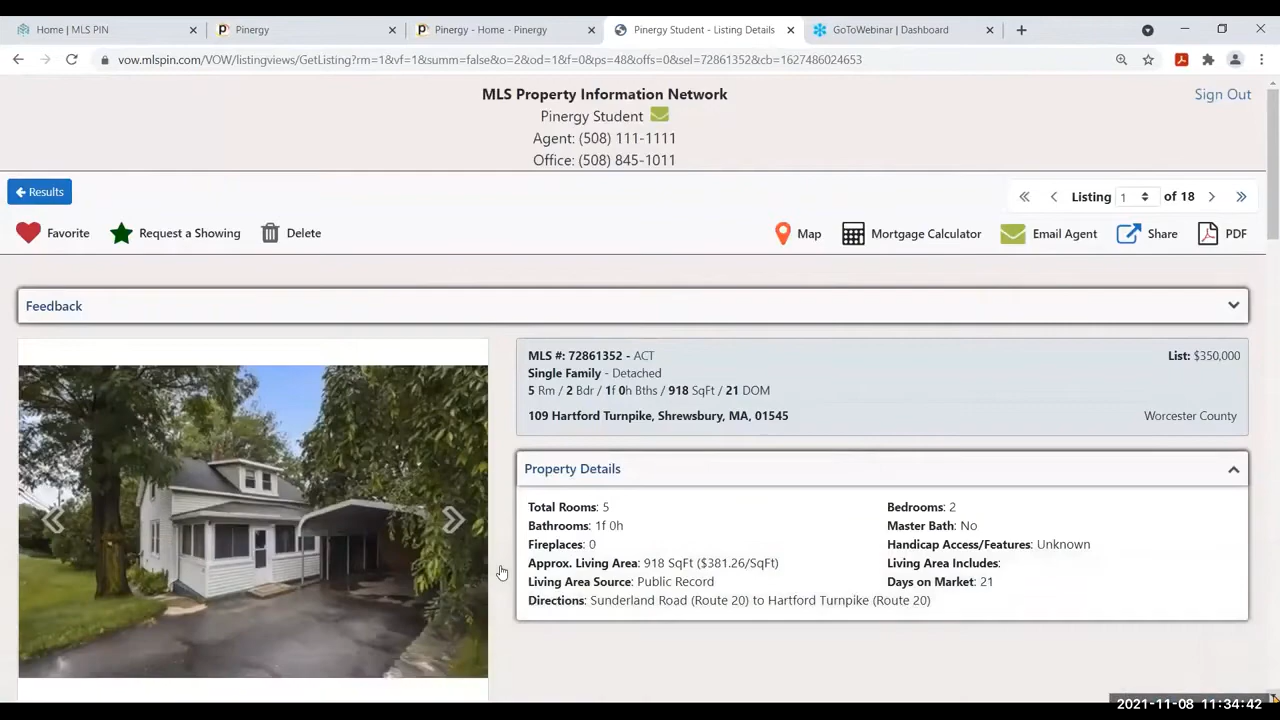 Home | MLS PIN
Pinergy
Pinergy - Home - Pinergy
Pinergy Student - Listing Details
GoToWebinar | Dashboard
vow.mlspin.com/VOW/listingviews/GetListing?rm=1&vf=1&summ=false&o=2&od=1&f=0&ps=48&offs=0&sel=72861352&cb=1627486024653
MLS Property Information Network
Sign Out
Pinergy Student
Agent: (508) 111-1111
Office: (508) 845-1011
Results
Listing 1 of 18
Favorite Request a Showing Delete Map Mortgage Calculator Email Agent Share PDF
Feedback
MLS #: 72861352 - ACT List: $350,000
Single Family - Detached
5 Rm / 2 Bdr / 1f 0h Bths / 918 SqFt / 21 DOM
109 Hartford Turnpike, Shrewsbury, MA, 01545 Worcester County
Property Details
Total Rooms: 5 Bedrooms: 2
Bathrooms: 1f 0h Master Bath: No
Fireplaces: 0 Handicap Access/Features: Unknown
Approx. Living Area: 918 SqFt ($381.26/SqFt) Living Area Includes:
Living Area Source: Public Record Days on Market: 21
Directions: Sunderland Road (Route 20) to Hartford Turnpike (Route 20)
2021-11-08 11:34:42